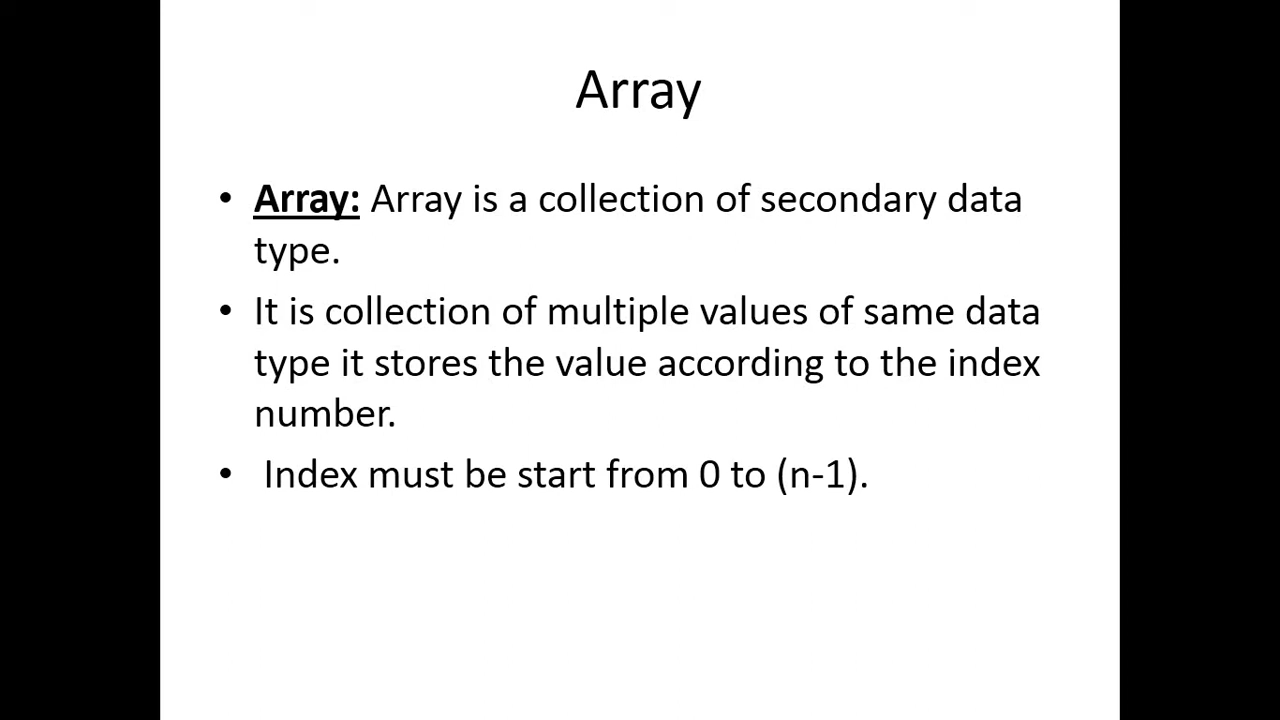 Array
• Array: Array is a collection of secondary data
type.
• It is collection of multiple values of same data
type it stores the value according to the index
number.
• Index must be start from 0 to (n-1).